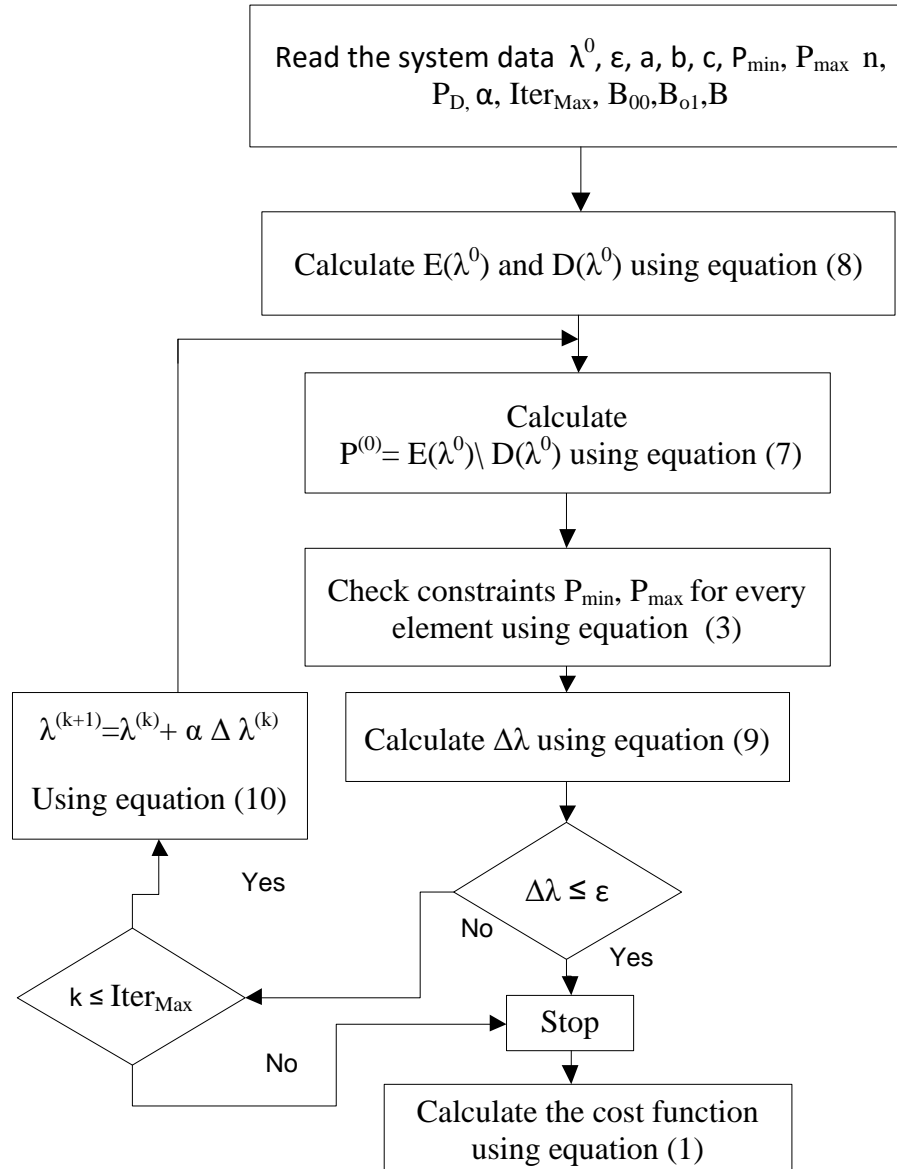 Read the system data λ⁰, ε, a, b, c, Pmin, Pmax n,
PD, α, IterMax, B00,Bo1,B
Calculate E(λ⁰) and D(λ⁰) using equation (8)
Calculate
P⁽⁰⁾= E(λ⁰)\ D(λ⁰) using equation (7)
Check constraints Pmin, Pmax for every
element using equation (3)
λ⁽ᵏ⁺¹⁾=λ⁽ᵏ⁾+ α Δ λ⁽ᵏ⁾
Using equation (10)
Calculate Δλ using equation (9)
Δλ ≤ ε
Yes
No
Yes
k ≤ IterMax
No
Stop
Calculate the cost function
using equation (1)